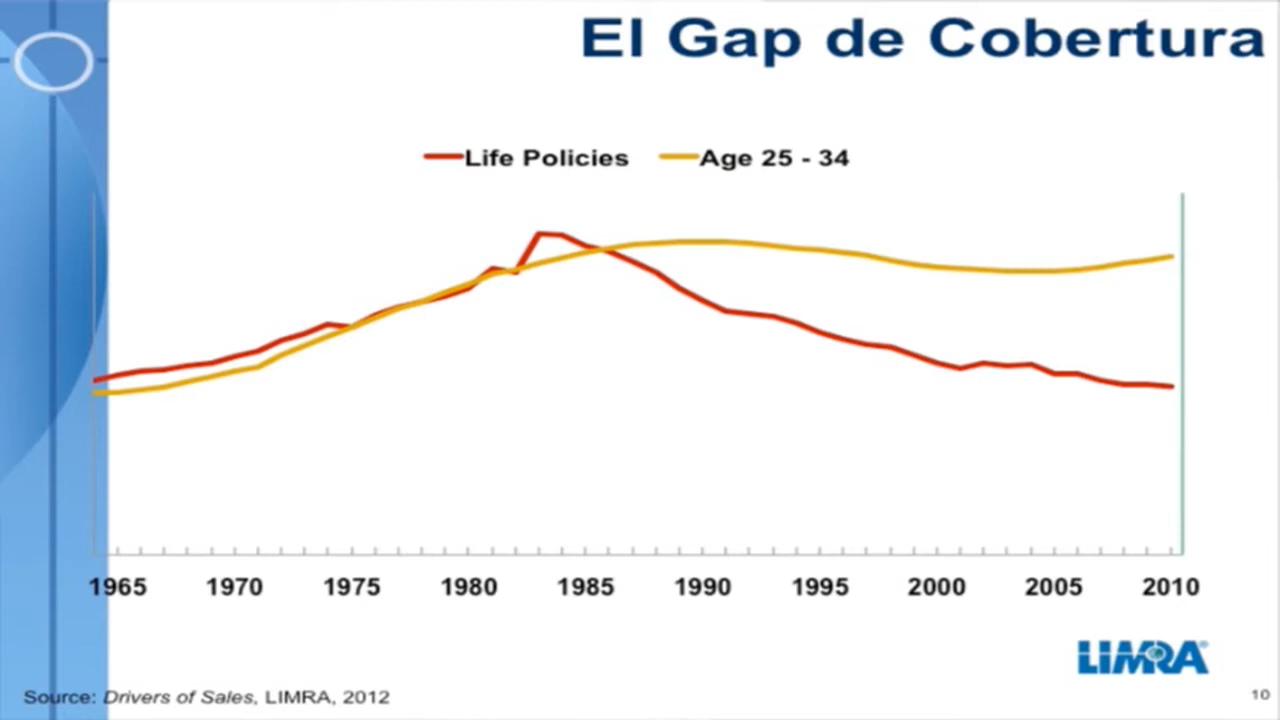 El Gap de Cobertura
Life Policies Age 25 - 34
1965 1970 1975 1980 1985 1990 1995 2000 2005 2010
LIMRA®
Source: Drivers of Sales, LIMRA, 2012
10